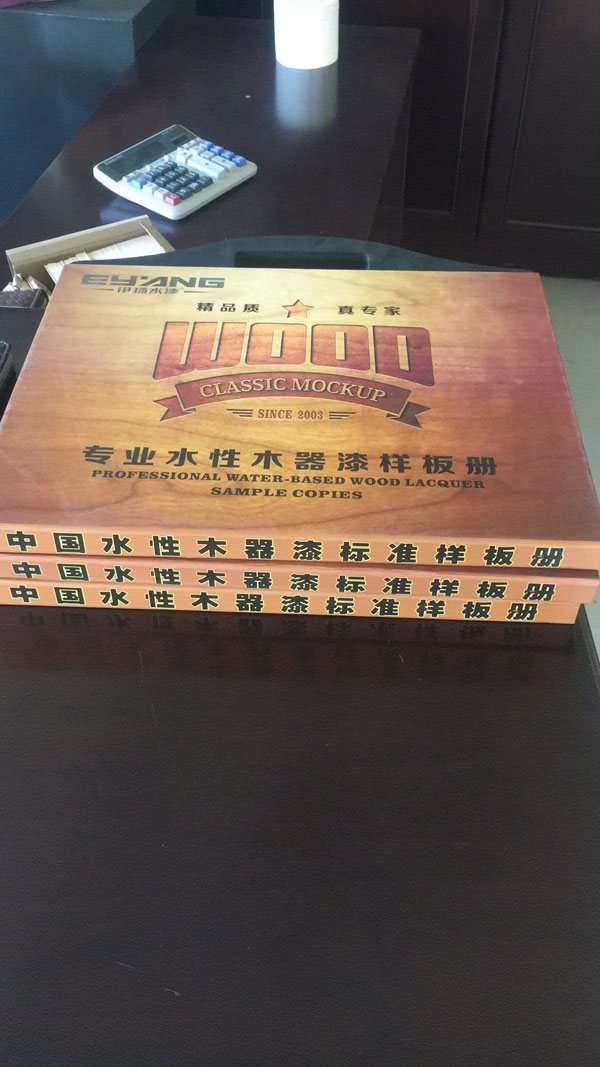 EY'ANG
伊扬水漆
精品质 真专家
WOOD
CLASSIC MOCKUP
SINCE 2003
专业水性木器漆样板册
PROFESSIONAL WATER-BASED WOOD LACQUER
SAMPLE COPIES
中国水性木器漆标准样板册
中国水性木器漆标准样板册
中国水性木器漆标准样板册